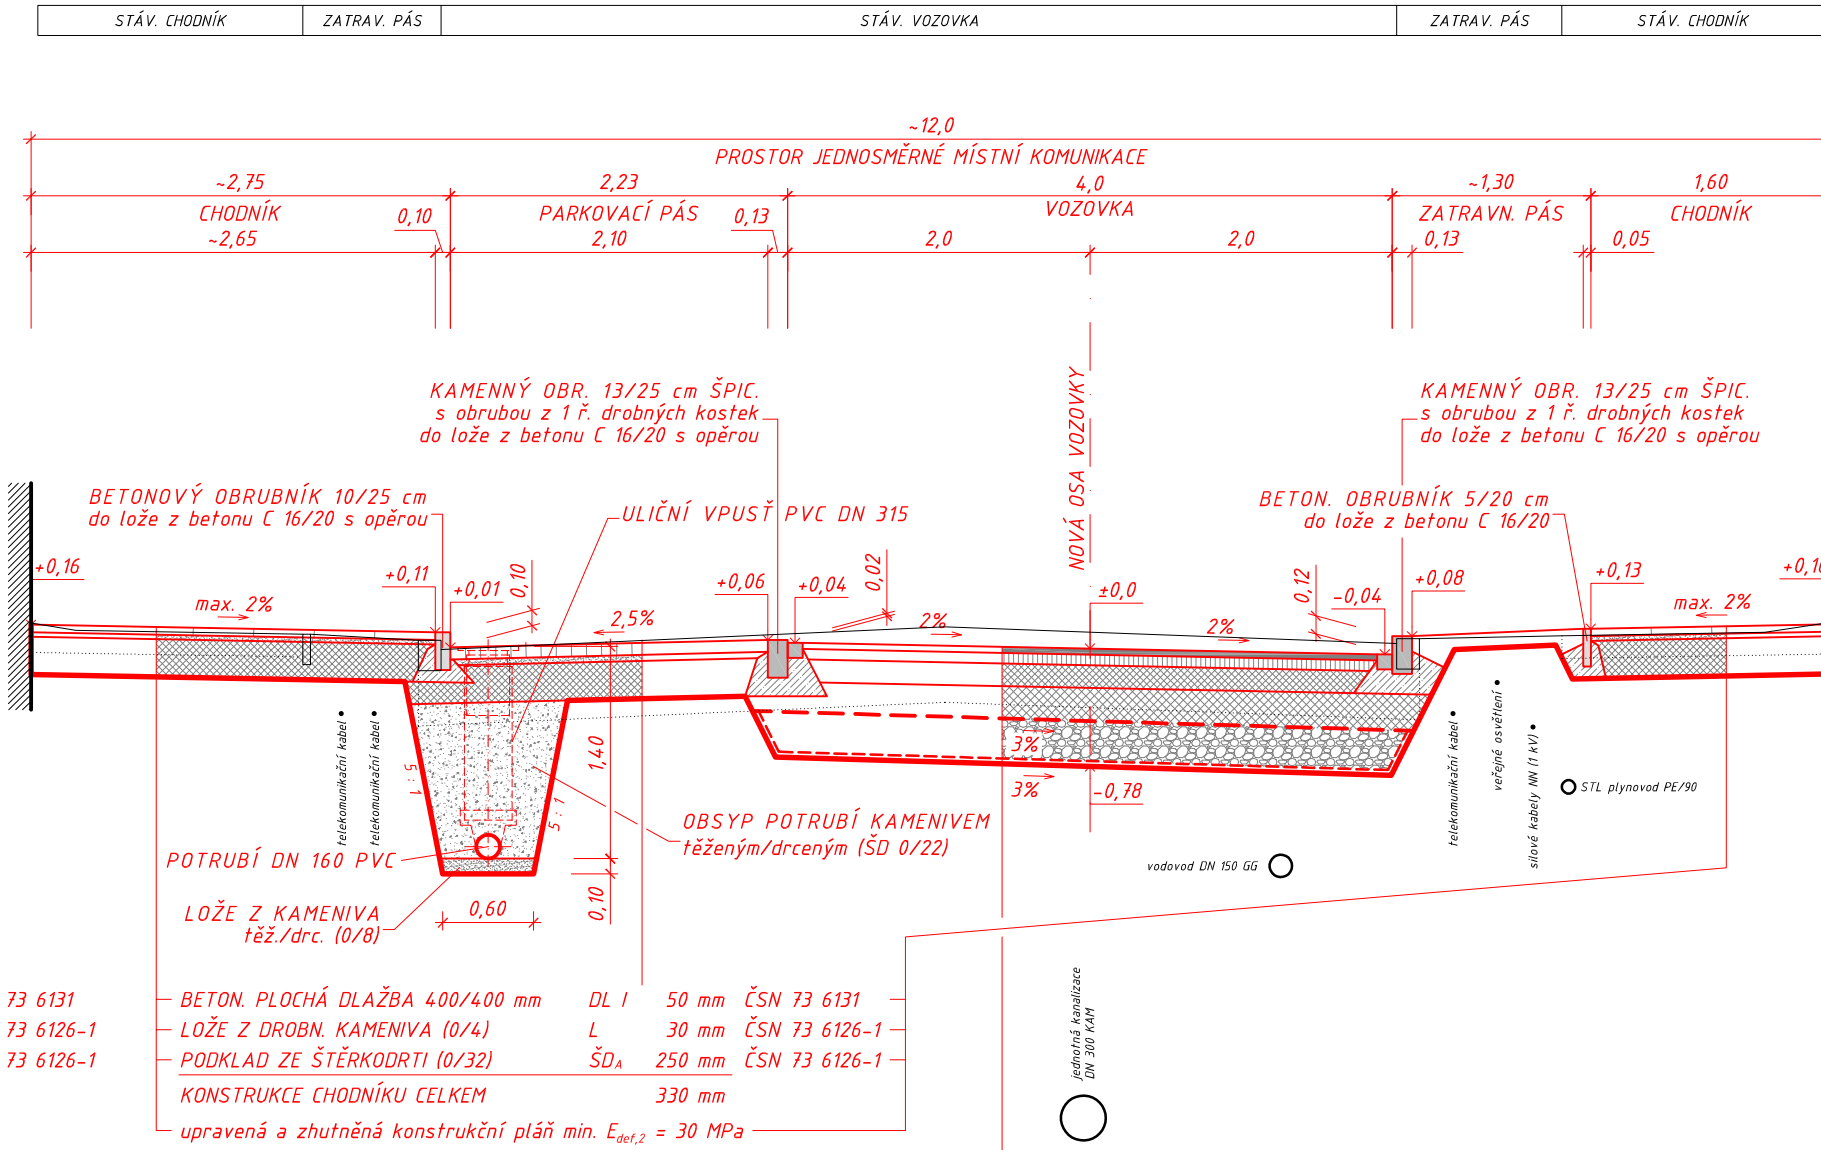 STÁV. CHODNÍK
ZATRAV. PÁS
STÁV. VOZOVKA
ZATRAV. PÁS
STÁV. CHODNÍK
~12,0
PROSTOR JEDNOSMĚRNÉ MÍSTNÍ KOMUNIKACE
~2,75
2,23
4,0
~1,30
1,60
CHODNÍK
0,10
PARKOVACÍ PÁS
0,13
VOZOVKA
ZATRAVN. PÁS
CHODNÍK
~2,65
2,10
2,0
2,0
0,13
0,05
NOVÁ OSA VOZOVKY
KAMENNÝ OBR. 13/25 cm ŠPIC.
s obrubou z 1 ř. drobných kostek
do lože z betonu C 16/20 s opěrou
KAMENNÝ OBR. 13/25 cm ŠPIC.
s obrubou z 1 ř. drobných kostek
do lože z betonu C 16/20 s opěrou
BETONOVÝ OBRUBNÍK 10/25 cm
do lože z betonu C 16/20 s opěrou
ULIČNÍ VPUSŤ PVC DN 315
BETON. OBRUBNÍK 5/20 cm
do lože z betonu C 16/20
+0,16
+0,11
+0,01
0,10
+0,06
+0,04
0,02
±0,0
0,12
-0,04
+0,08
+0,13
max. 2%
2,5%
2%
2%
max. 2%
telekomunikační kabel
telekomunikační kabel
5 : 1
5 : 1
1,40
3%
3%
-0,78
telekomunikační kabel
veřejné osvětlení
silové kabely NN (1 kV)
STL plynovod PE/90
OBSYP POTRUBÍ KAMENIVEM
těženým/drceným (ŠD 0/22)
POTRUBÍ DN 160 PVC
vodovod DN 150 GG
LOŽE Z KAMENIVA
těž./drc. (0/8)
0,60
0,10
jednotná kanalizace
DN 300 KAM
73 6131
BETON. PLOCHÁ DLAŽBA 400/400 mm DL I 50 mm ČSN 73 6131
73 6126-1
LOŽE Z DROBN. KAMENIVA (0/4) L 30 mm ČSN 73 6126-1
73 6126-1
PODKLAD ZE ŠTĚRKODRTI (0/32) ŠDA 250 mm ČSN 73 6126-1
KONSTRUKCE CHODNÍKU CELKEM 330 mm
upravená a zhutněná konstrukční pláň min. Edef,2 = 30 MPa